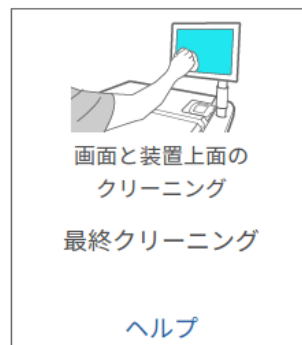 画面と装置上面の
クリーニング
最終クリーニング
ヘルプ